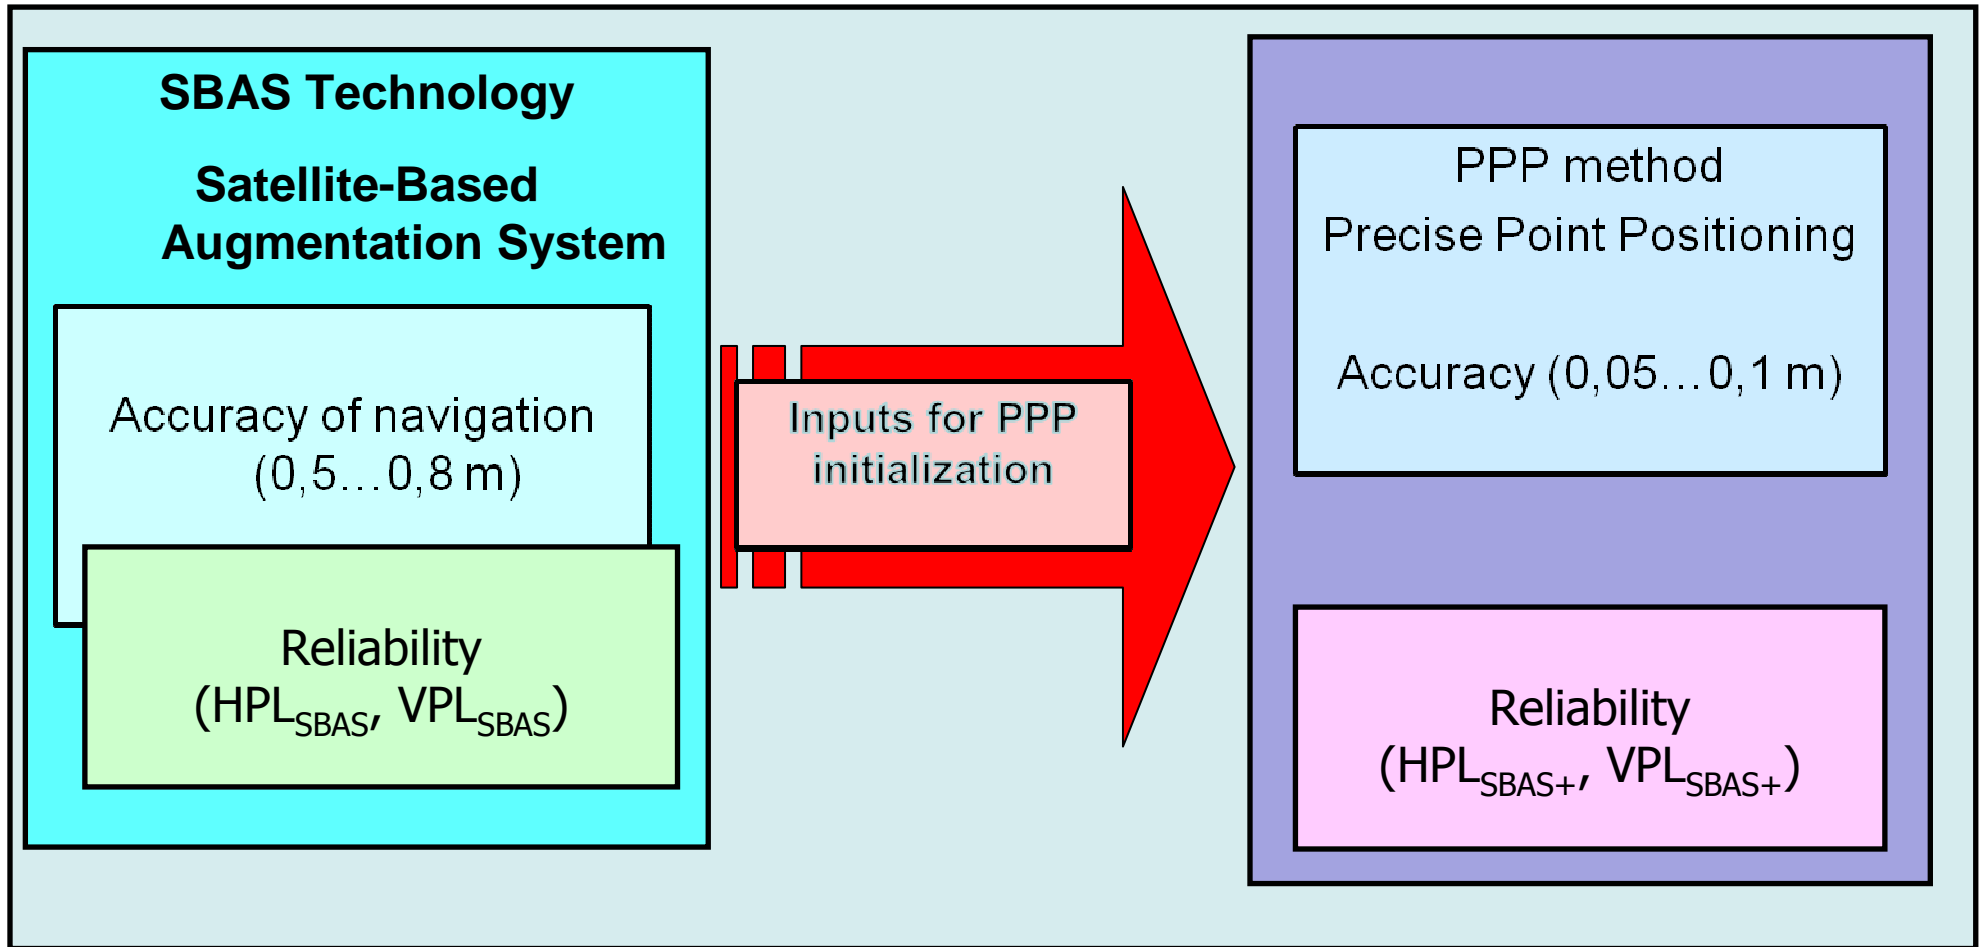 SBAS Technology
Satellite-Based
Augmentation System
Accuracy of navigation
(0,5...0,8 m)
Reliability
(HPLSBAS, VPLSBAS)
Inputs for PPP
initialization
PPP method
Precise Point Positioning
Accuracy (0,05...0,1 m)
Reliability
(HPLSBAS+, VPLSBAS+)